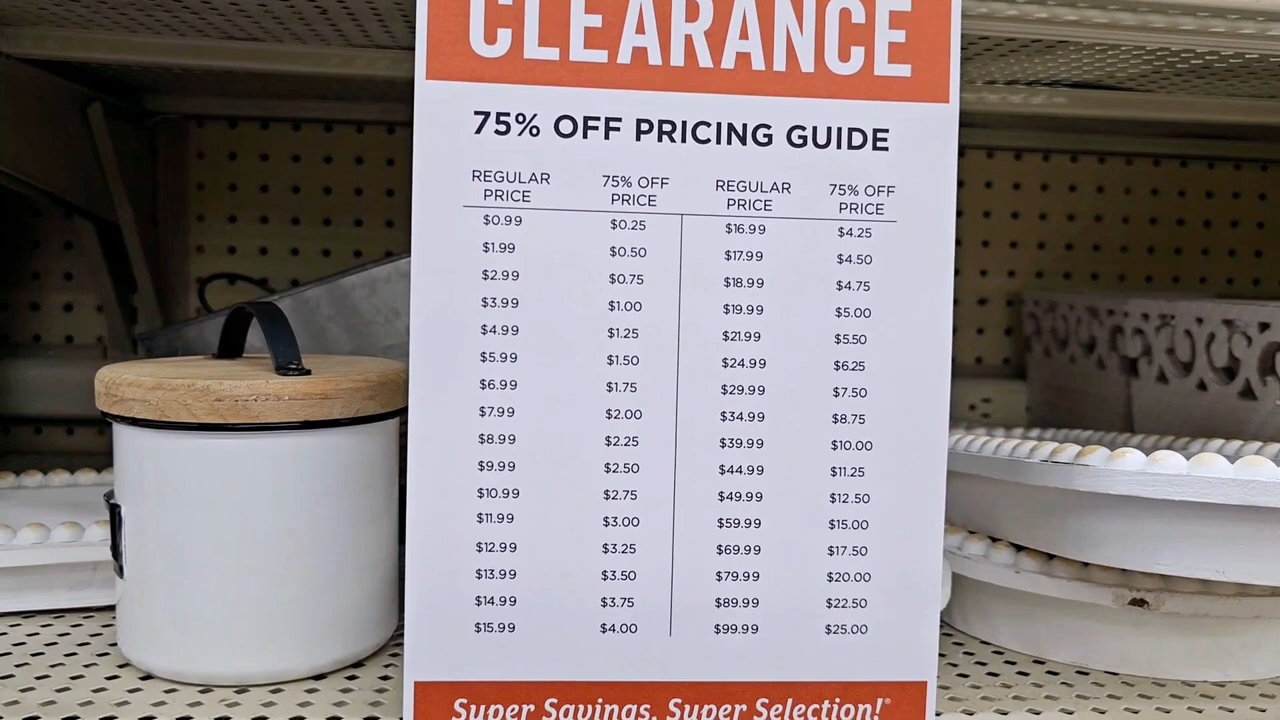 CLEARANCE
75% OFF PRICING GUIDE
REGULAR PRICE 75% OFF PRICE REGULAR PRICE 75% OFF PRICE
$0.99 $0.25 $16.99 $4.25
$1.99 $0.50 $17.99 $4.50
$2.99 $0.75 $18.99 $4.75
$3.99 $1.00 $19.99 $5.00
$4.99 $1.25 $21.99 $5.50
$5.99 $1.50 $24.99 $6.25
$6.99 $1.75 $29.99 $7.50
$7.99 $2.00 $34.99 $8.75
$8.99 $2.25 $39.99 $10.00
$9.99 $2.50 $44.99 $11.25
$10.99 $2.75 $49.99 $12.50
$11.99 $3.00 $59.99 $15.00
$12.99 $3.25 $69.99 $17.50
$13.99 $3.50 $79.99 $20.00
$14.99 $3.75 $89.99 $22.50
$15.99 $4.00 $99.99 $25.00
Super Savings, Super Selection!®